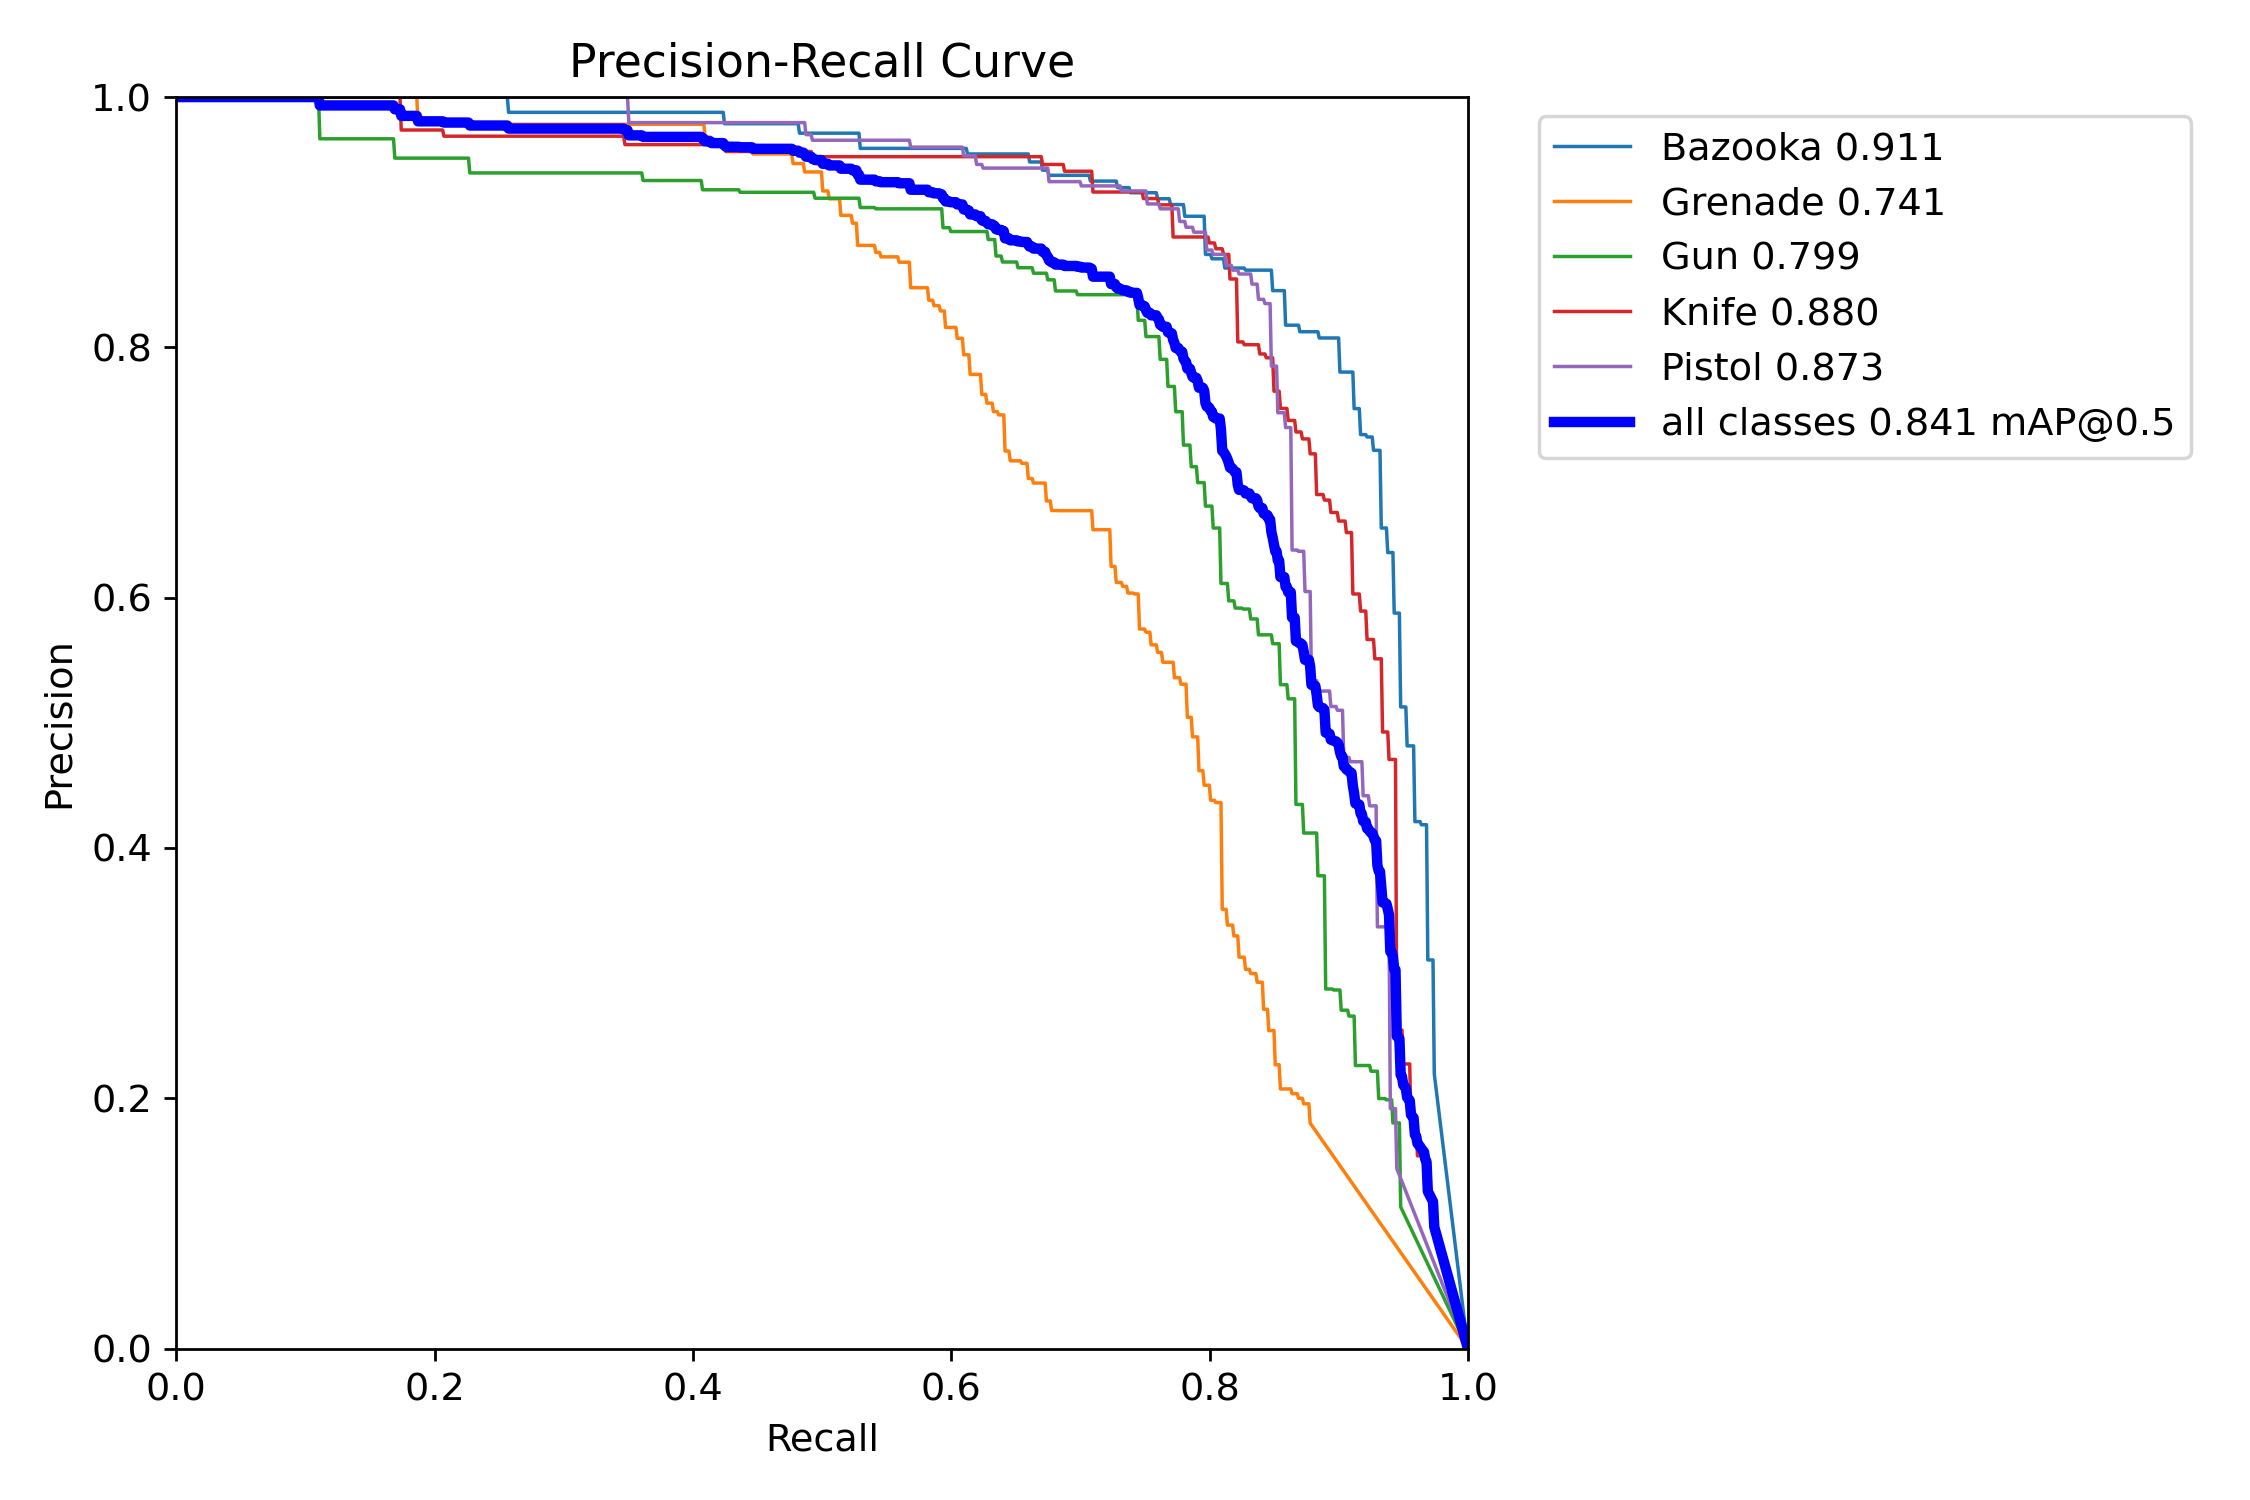 Precision-Recall Curve
1.0
0.8
0.6
0.4
0.2
0.0
Precision
0.0 0.2 0.4 0.6 0.8 1.0
Recall
Bazooka 0.911
Grenade 0.741
Gun 0.799
Knife 0.880
Pistol 0.873
all classes 0.841 mAP@0.5